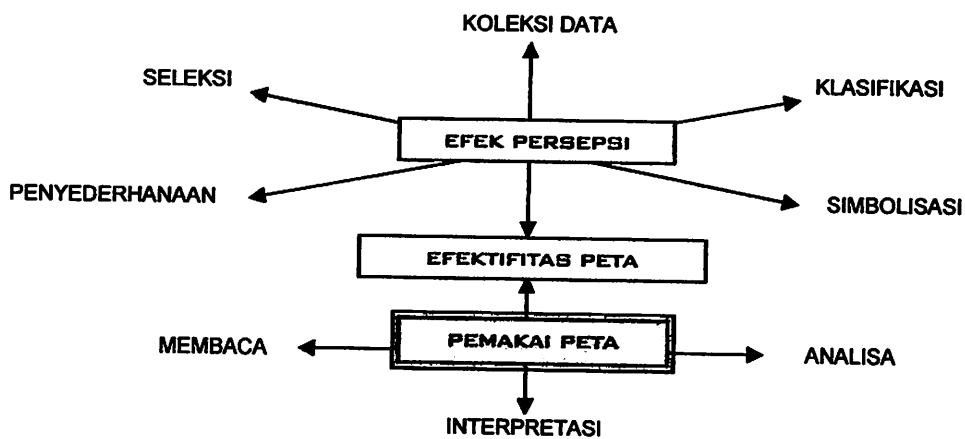 KOLEKSI DATA
SELEKSI
KLASIFIKASI
EFEK PERSEPSI
PENYEDERHANAAN
SIMBOLISASI
EFEKTIFITAS PETA
MEMBACA
PEMAKAI PETA
ANALISA
INTERPRETASI